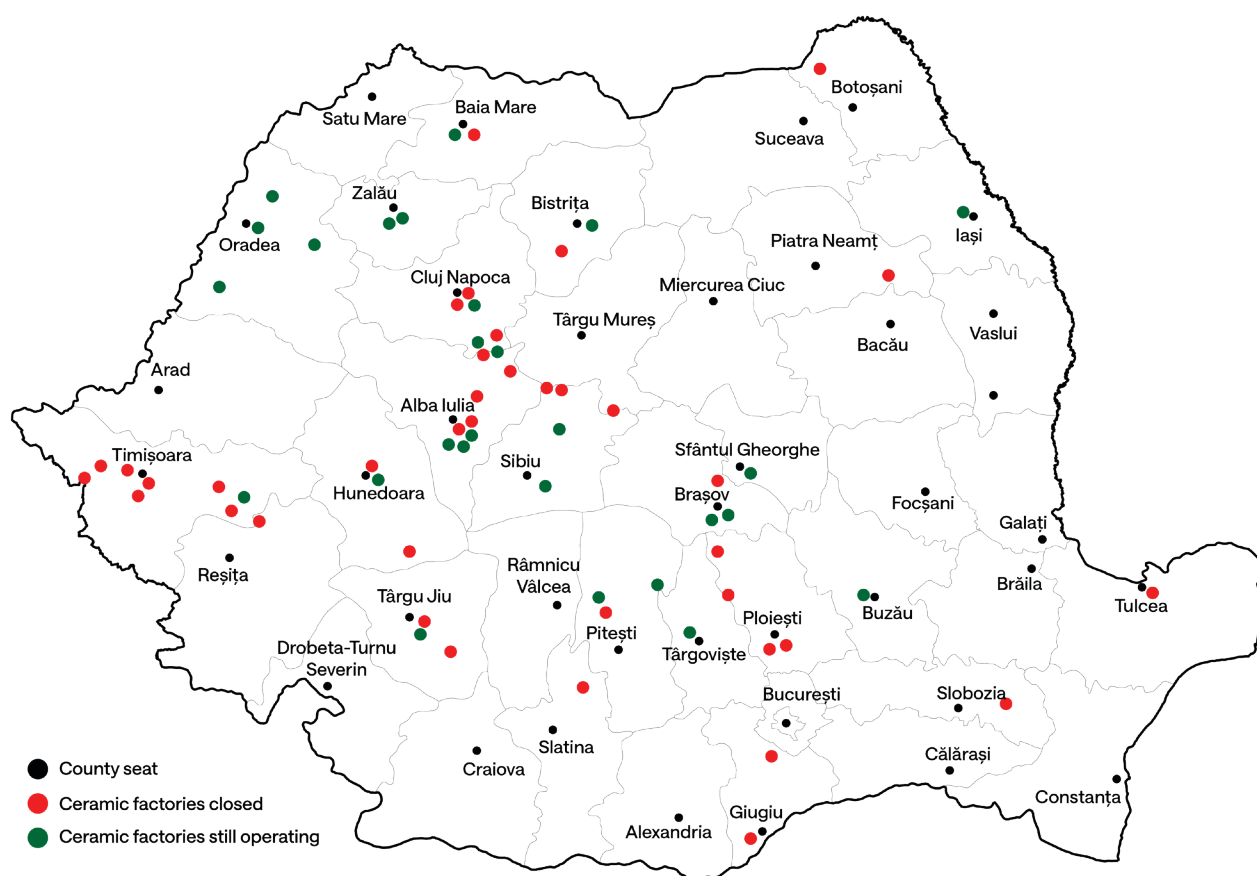 Botoșani
Baia Mare
Satu Mare
Suceava
Zalău
Bistrița
Iași
Oradea
Piatra Neamț
Cluj Napoca
Miercurea Ciuc
Târgu Mureș
Vaslui
Bacău
Arad
Alba Iulia
Sfântul Gheorghe
Timișoara
Sibiu
Hunedoara
Brașov
Focșani
Galați
Râmnicu
Vâlcea
Reșița
Brăila
Târgu Jiu
Tulcea
Buzău
Ploiești
Pitești
Târgoviște
Drobeta-Turnu
Severin
București
Slobozia
Slatina
Călărași
Craiova
Constanța
Giugiu
Alexandria
County seat
Ceramic factories closed
Ceramic factories still operating